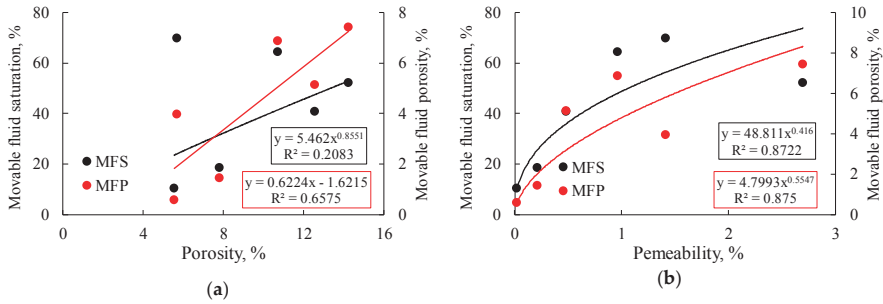 Movable fluid saturation, %
80
60
40
20
0
0
4
8
12
16
Porosity, %
8
6
4
2
0
Movable fluid porosity, %
MFS
MFP
y = 5.462x^0.8551
R² = 0.2083
y = 0.6224x - 1.6215
R² = 0.6575
(a)
Movable fluid saturation, %
80
60
40
20
0
0
1
2
3
Pemeability, %
10
8
6
4
2
0
Movable fluid porosity, %
MFS
MFP
y = 48.811x^0.416
R² = 0.8722
y = 4.7993x^0.5547
R² = 0.875
(b)